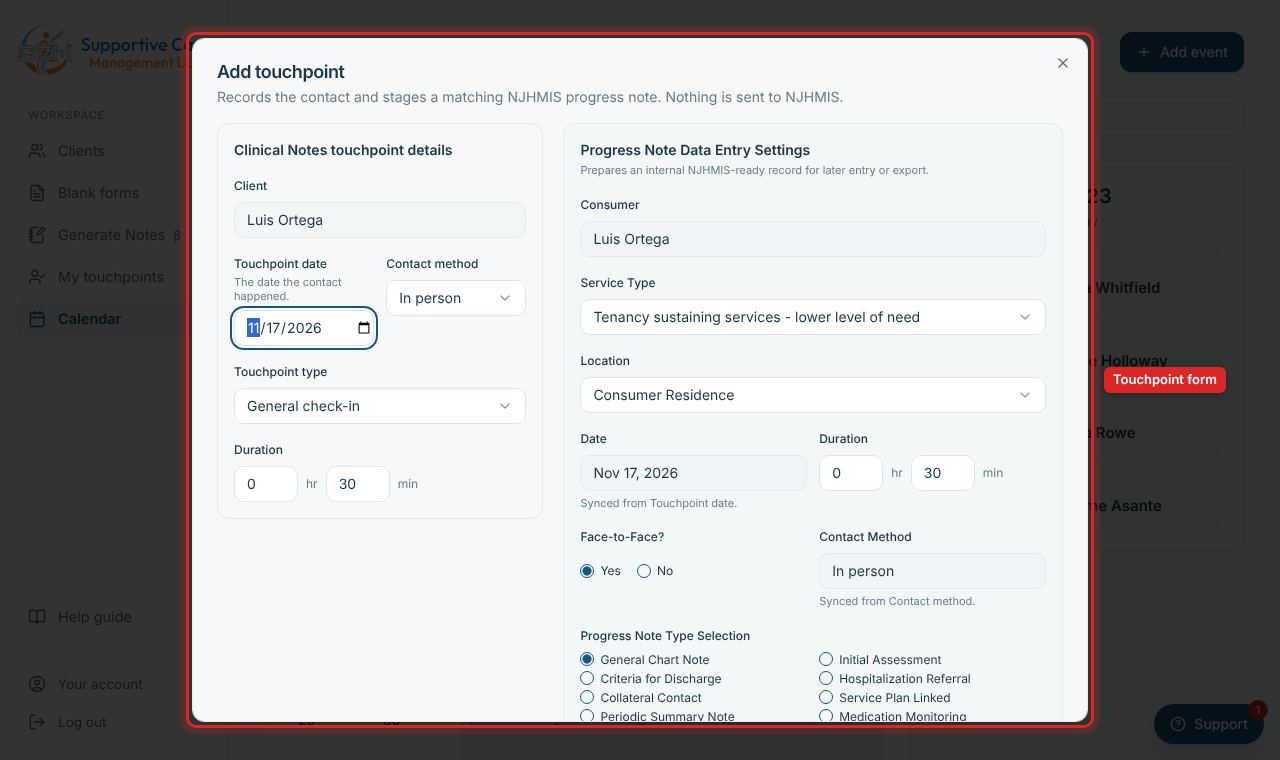 Supportive Ca
Management L
+ Add event
WORKSPACE
Clients
Blank forms
Generate Notes β
My touchpoints
Calendar
Help guide
Your account
Log out
Add touchpoint
Records the contact and stages a matching NJHMIS progress note. Nothing is sent to NJHMIS.
Clinical Notes touchpoint details
Client
Luis Ortega
Touchpoint date
The date the contact
happened.
11/17/2026
Contact method
In person
Touchpoint type
General check-in
Duration
0 hr 30 min
Progress Note Data Entry Settings
Prepares an internal NJHMIS-ready record for later entry or export.
Consumer
Luis Ortega
Service Type
Tenancy sustaining services - lower level of need
Location
Consumer Residence
Date
Nov 17, 2026
Synced from Touchpoint date.
Duration
0 hr 30 min
Face-to-Face?
Yes No
Contact Method
In person
Synced from Contact method.
Progress Note Type Selection
General Chart Note
Initial Assessment
Criteria for Discharge
Hospitalization Referral
Collateral Contact
Service Plan Linked
Periodic Summary Note
Medication Monitoring
23
Whitfield
Holloway
Touchpoint form
Rowe
Asante
Support
1